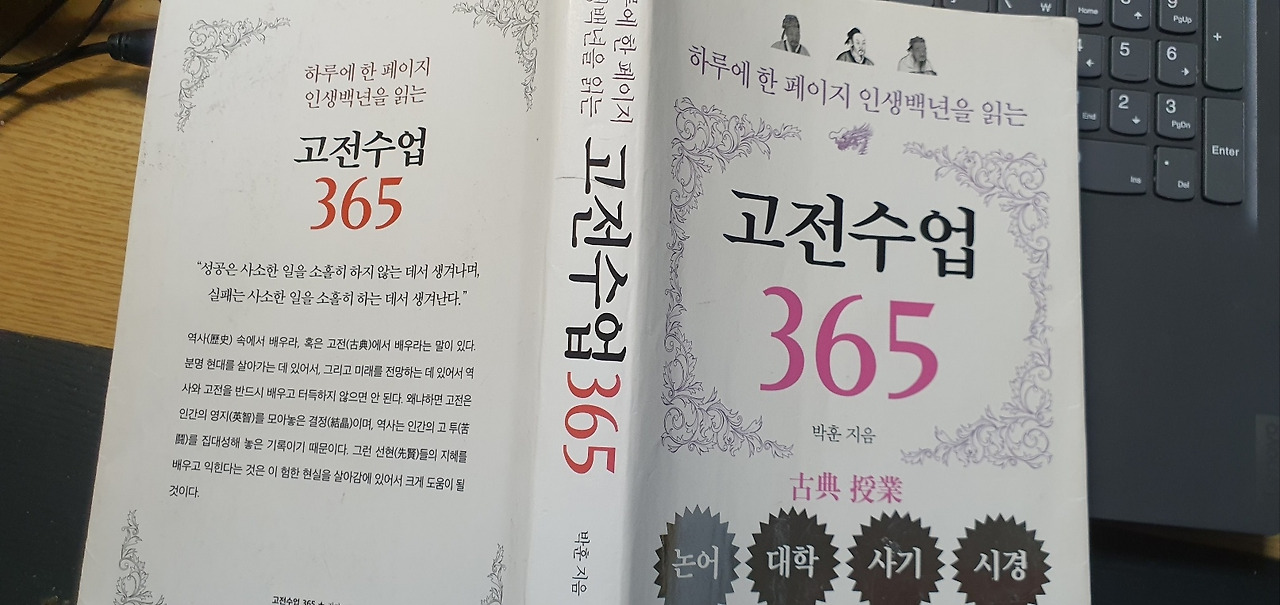 하루에 한 페이지
인생백년을 읽는
고전수업
365
“성공은 사소한 일을 소홀히 하지 않는 데서 생겨나며,
실패는 사소한 일을 소홀히 하는 데서 생겨난다.”
역사(歷史) 속에서 배우라, 혹은 고전(古典)에서 배우라는 말이 있다.
분명 현대를 살아가는 데 있어서, 그리고 미래를 전망하는 데 있어서 역
사와 고전을 반드시 배우고 터득하지 않으면 안 된다. 왜냐하면 고전은
인간의 영지(英智)를 모아놓은 결정(結晶)이며, 역사는 인간의 고 투(苦
鬪)를 집대성해 놓은 기록이기 때문이다. 그런 선현(先賢)들의 지혜를
배우고 익힌다는 것은 이 험한 현실을 살아감에 있어서 크게 도움이 될
것이다.
고전수업 365
한 페이지
백년을 읽는
고전수업 365
박훈 지음
하루에 한 페이지 인생백년을 읽는
고전수업
365
박훈 지음
古典 授業
논어 대학 사기 시경
Home
9
PgUp
+
4
5
6
End
2
3
PgDn
Enter
Ins
.
Del